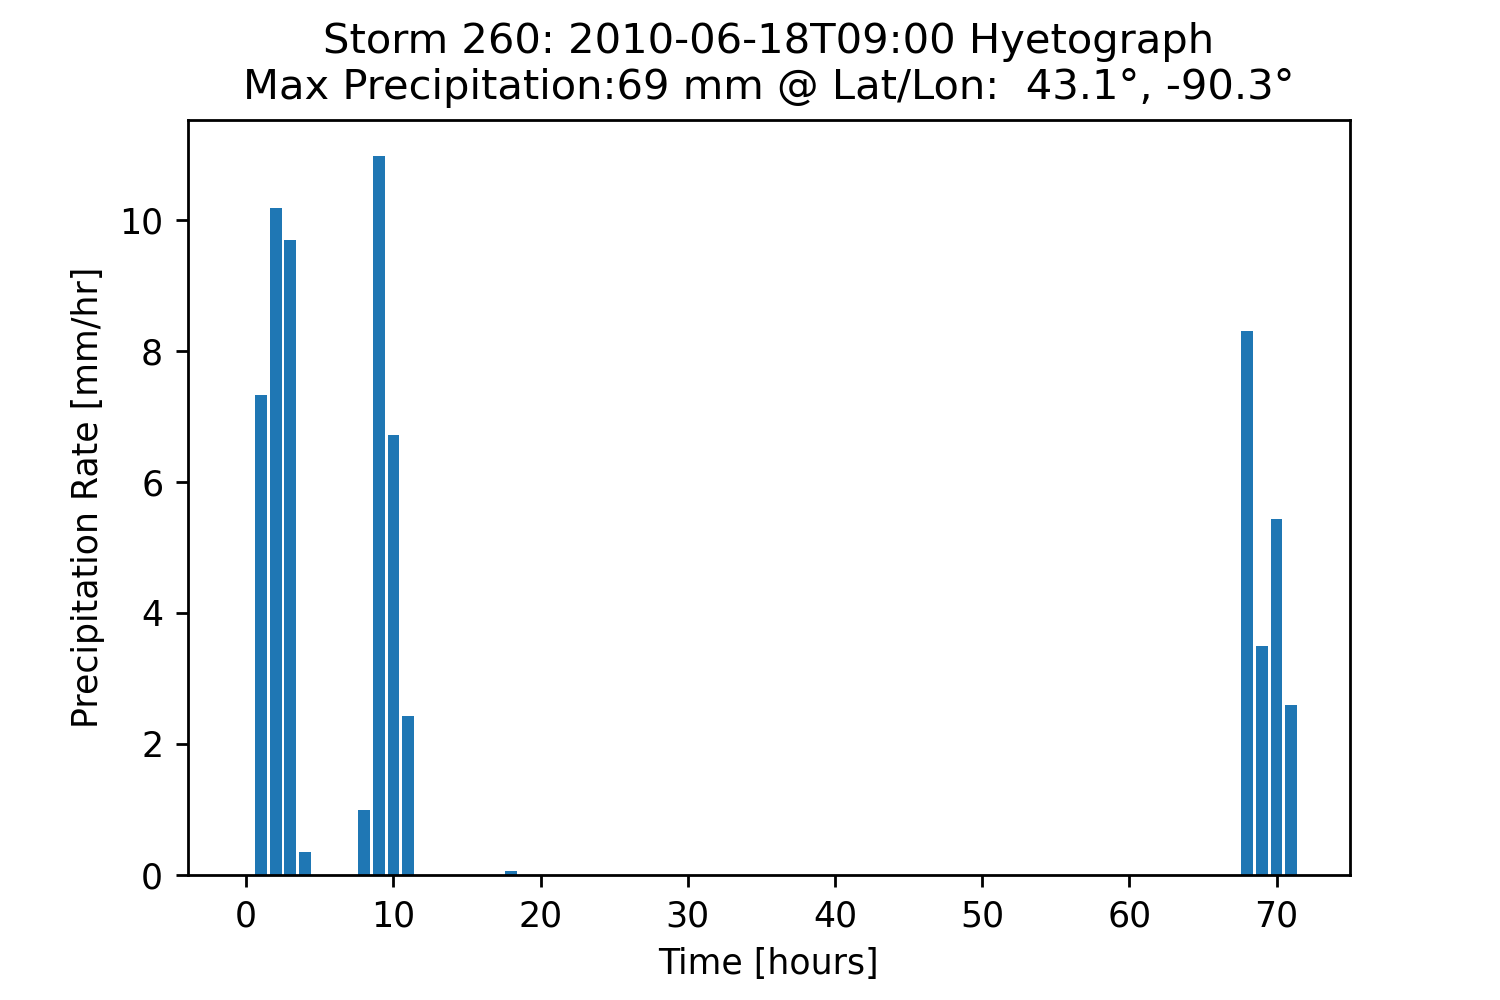 Storm 260: 2010-06-18T09:00 Hyetograph
Max Precipitation:69 mm @ Lat/Lon:  43.1°, -90.3°
Precipitation Rate [mm/hr]
10
8
6
4
2
0
0 10 20 30 40 50 60 70
Time [hours]